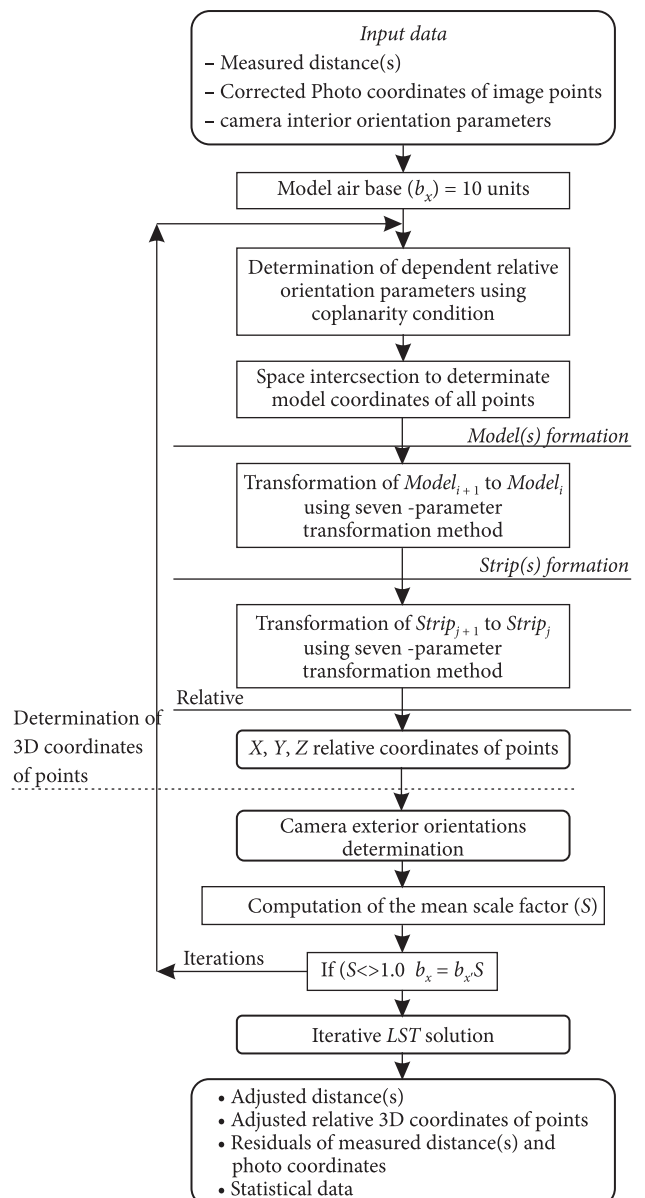 Input data
– Measured distance(s)
– Corrected Photo coordinates of image points
– camera interior orientation parameters
Model air base (bx) = 10 units
Determination of dependent relative
orientation parameters using
coplanarity condition
Space intercsection to determinate
model coordinates of all points
Model(s) formation
Transformation of Modeli + 1 to Modeli
using seven -parameter
transformation method
Strip(s) formation
Transformation of Stripj + 1 to Stripj
using seven -parameter
transformation method
Relative
Determination of
3D coordinates
of points
X, Y, Z relative coordinates of points
Camera exterior orientations
determination
Computation of the mean scale factor (S)
Iterations
If (S<>1.0 bx = bx'S
Iterative LST solution
• Adjusted distance(s)
• Adjusted relative 3D coordinates of points
• Residuals of measured distance(s) and
photo coordinates
• Statistical data